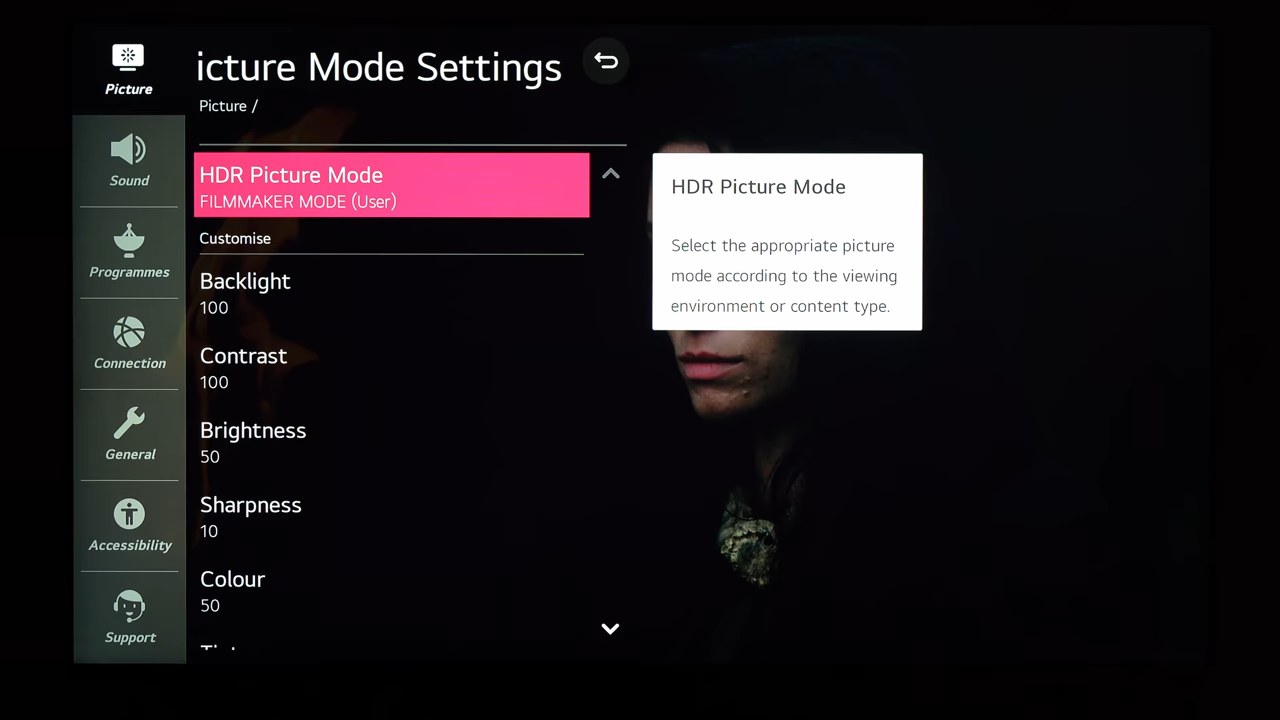 Picture
Sound
Programmes
Connection
General
Accessibility
Support
icture Mode Settings
Picture /
HDR Picture Mode
FILMMAKER MODE (User)
Customise
Backlight
100
Contrast
100
Brightness
50
Sharpness
10
Colour
50
HDR Picture Mode
Select the appropriate picture
mode according to the viewing
environment or content type.